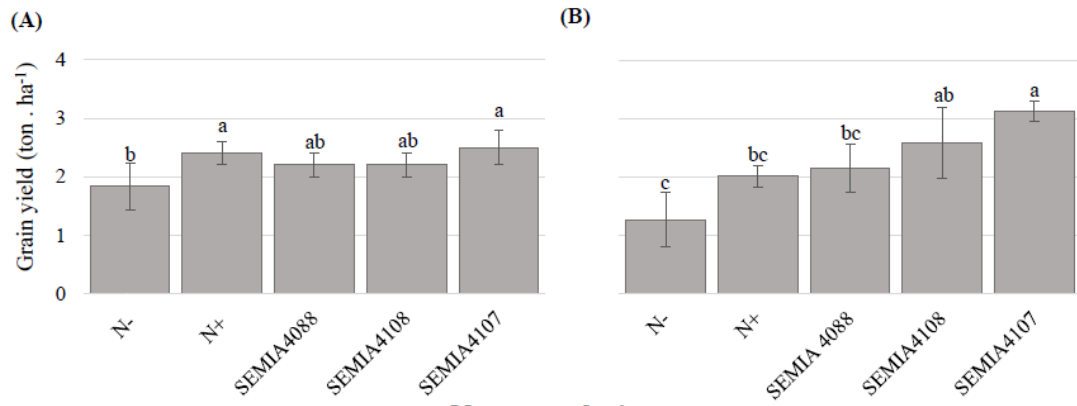 (A)
Grain yield (ton . ha⁻¹)
4
3
2
1
0
b
a
ab
ab
a
N-
N+
SEMIA4088
SEMIA4108
SEMIA4107
(B)
c
bc
bc
ab
a
N-
N+
SEMIA 4088
SEMIA4108
SEMIA4107